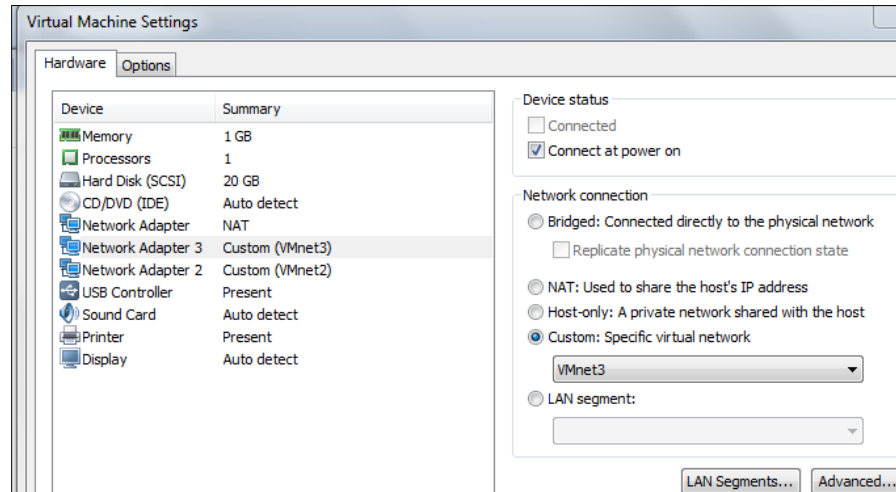 Virtual Machine Settings
Hardware Options
Device Summary
Memory 1 GB
Processors 1
Hard Disk (SCSI) 20 GB
CD/DVD (IDE) Auto detect
Network Adapter NAT
Network Adapter 3 Custom (VMnet3)
Network Adapter 2 Custom (VMnet2)
USB Controller Present
Sound Card Auto detect
Printer Present
Display Auto detect
Device status
Connected
Connect at power on
Network connection
Bridged: Connected directly to the physical network
Replicate physical network connection state
NAT: Used to share the host's IP address
Host-only: A private network shared with the host
Custom: Specific virtual network
VMnet3
LAN segment:
LAN Segments... Advanced...